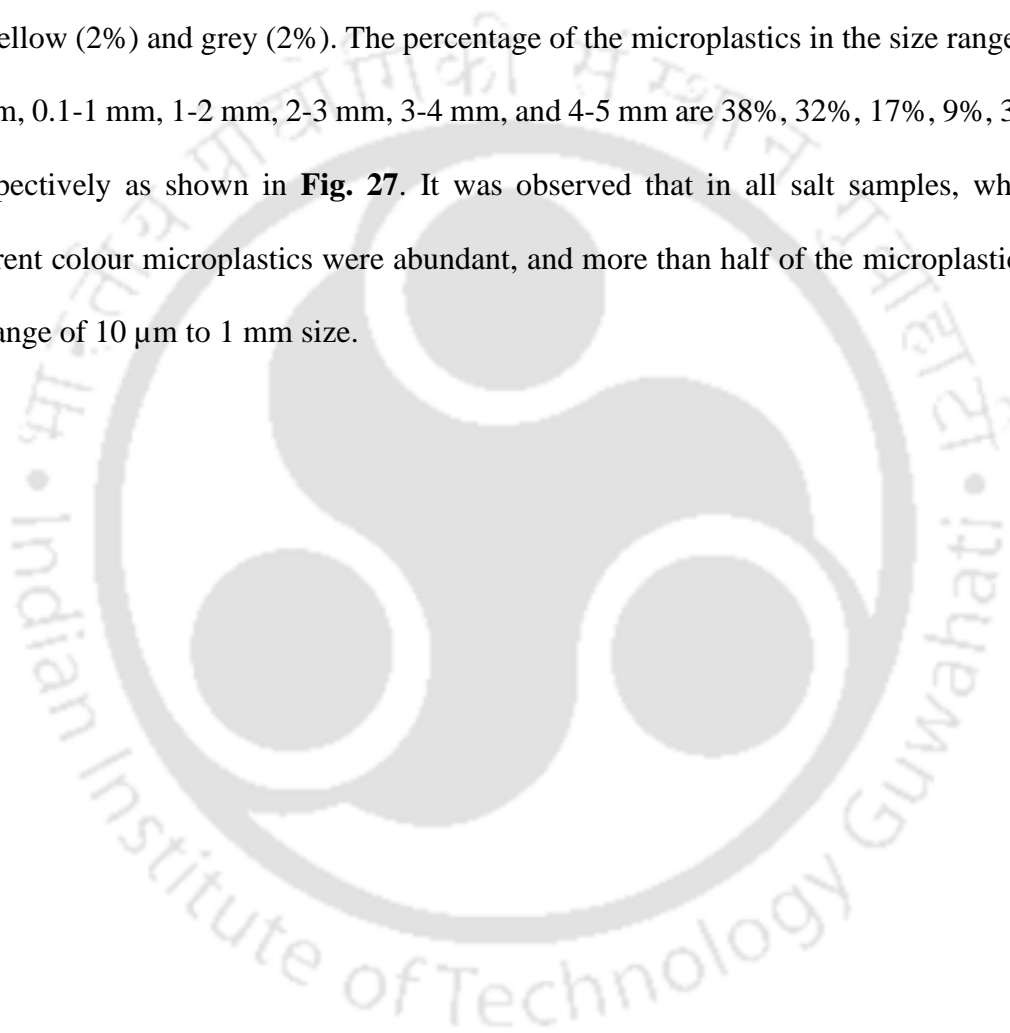 ellow (2%) and grey (2%). The percentage of the microplastics in the size range
m, 0.1-1 mm, 1-2 mm, 2-3 mm, 3-4 mm, and 4-5 mm are 38%, 32%, 17%, 9%, 3
pectively as shown in Fig. 27. It was observed that in all salt samples, wh
rent colour microplastics were abundant, and more than half of the microplastic
ange of 10 µm to 1 mm size.
Indian Institute of Technology Guwahati